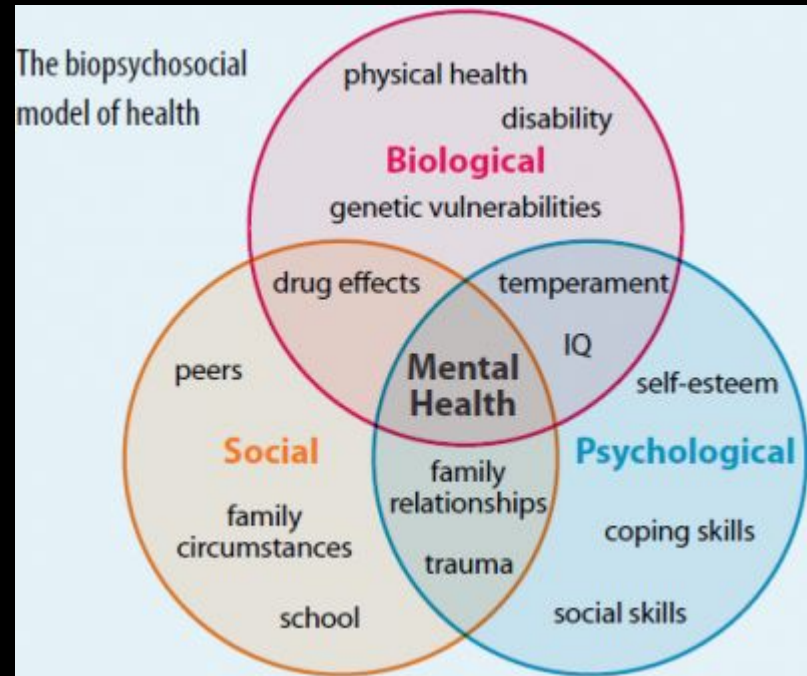 The biopsychosocial
model of health
physical health
disability
Biological
genetic vulnerabilities
drug effects
temperament
IQ
peers
Mental
Health
self-esteem
Social
Psychological
family
relationships
family
circumstances
coping skills
trauma
school
social skills